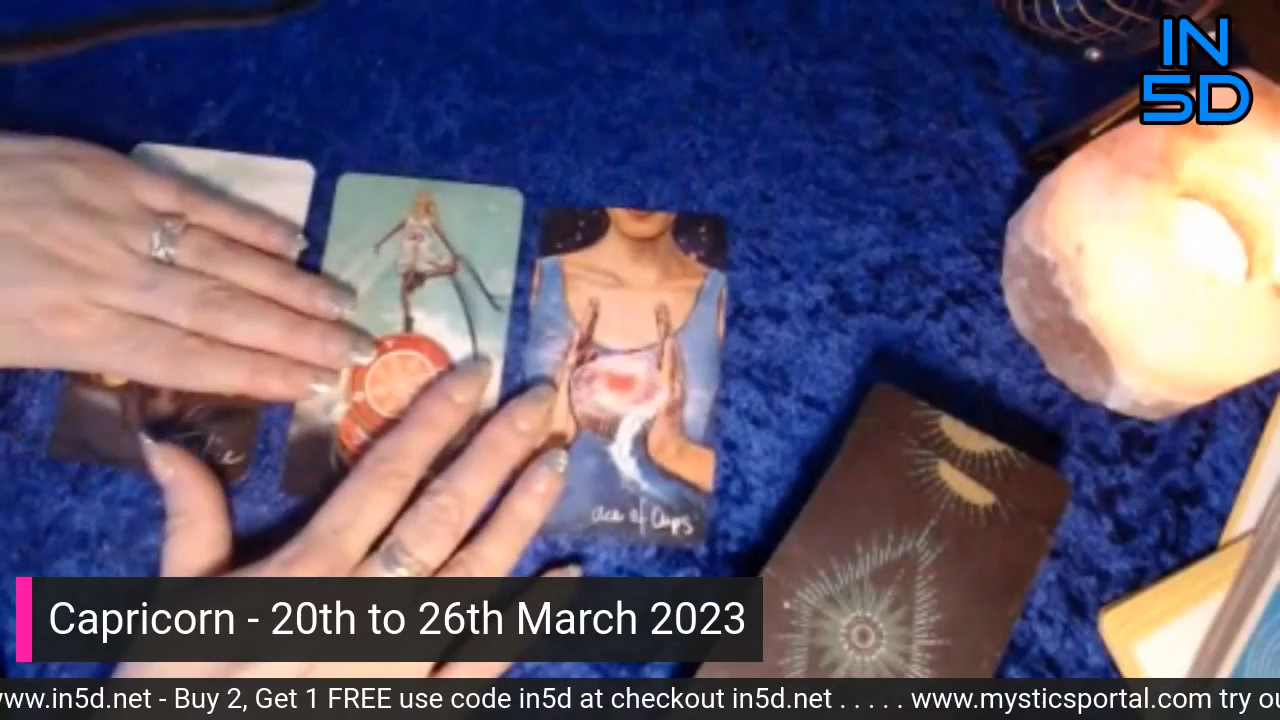 IN
5D
ace of Cups
Capricorn - 20th to 26th March 2023
www.in5d.net - Buy 2, Get 1 FREE use code in5d at checkout in5d.net . . . . . www.mysticsportal.com try